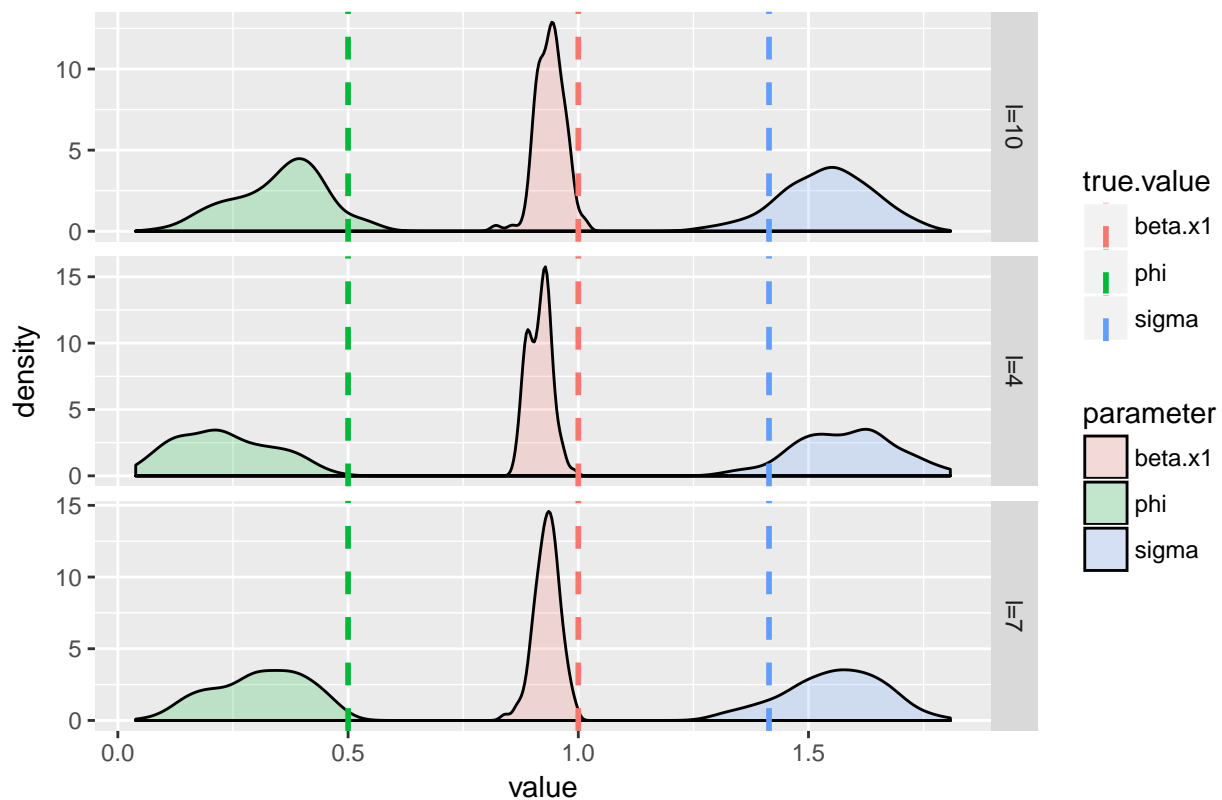 10
5
0
l=10
15
10
5
0
l=4
15
10
5
0
l=7
0.0
0.5
1.0
1.5
value
density
true.value
beta.x1
phi
sigma
parameter
beta.x1
phi
sigma